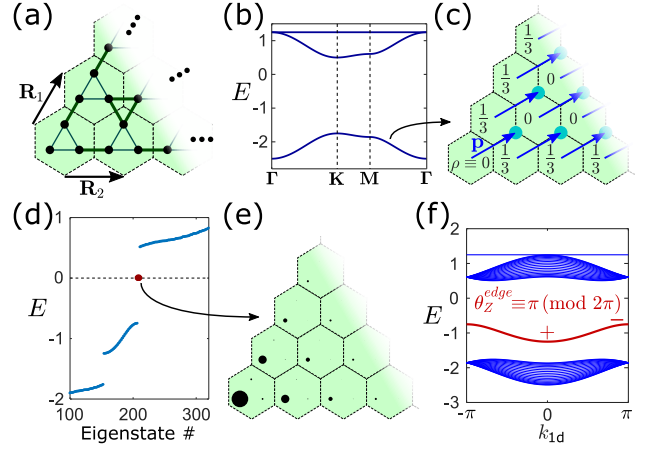 (a)
R₁
R₂
(b)
E
1
0
-1
-2
Γ K M Γ
(c)
1/3
1/3 0
1/3 0 0
p
ρ ≡ 0 1/3 1/3 1/3
(d)
E
1
0
-1
-2
100 200 300
Eigenstate #
(e)
(f)
E
2
1
0
-1
-2
-3
θ_Z^edge ≡ π (mod 2π)
+
−
-π 0 π
k_1d